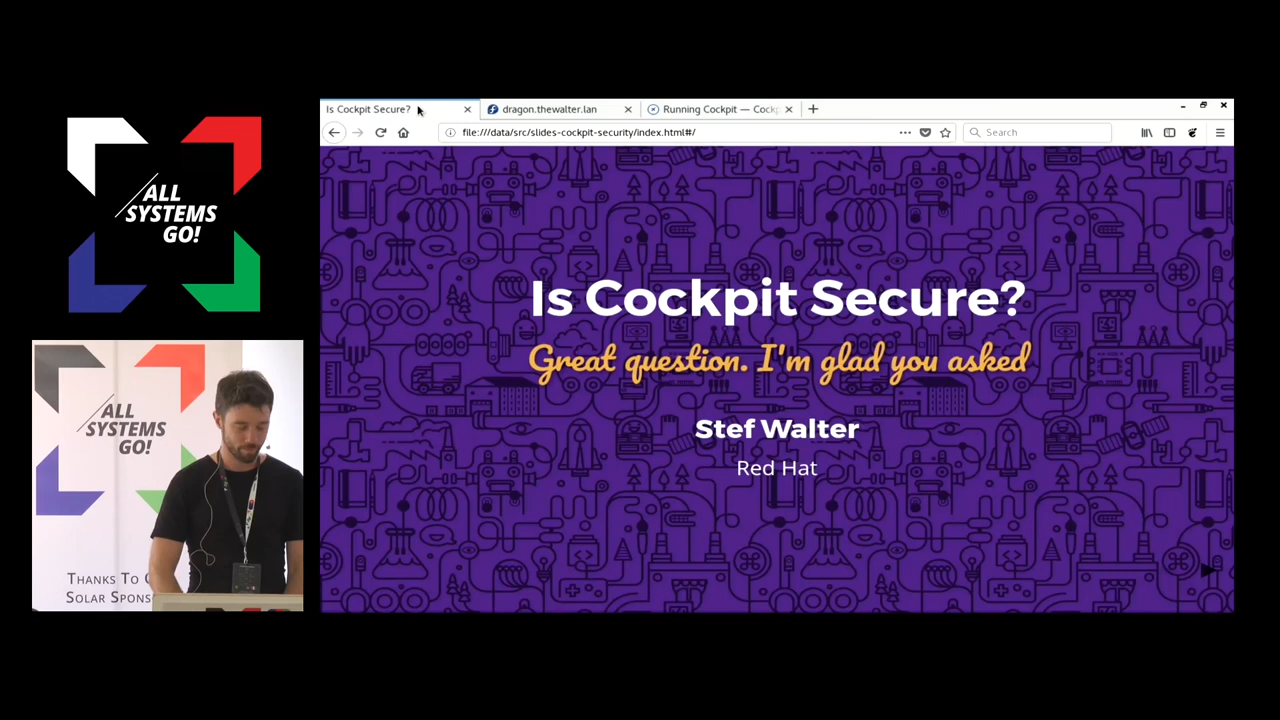 ALL
SYSTEMS
GO!
ALL
SYSTEMS
GO!
THANKS TO
SOLAR SPONS
Is Cockpit Secure?
dragon.thewalter.lan
Running Cockpit — Cockp
file:///data/src/slides-cockpit-security/index.html#/
Search
Is Cockpit Secure?
Great question. I'm glad you asked
Stef Walter
Red Hat